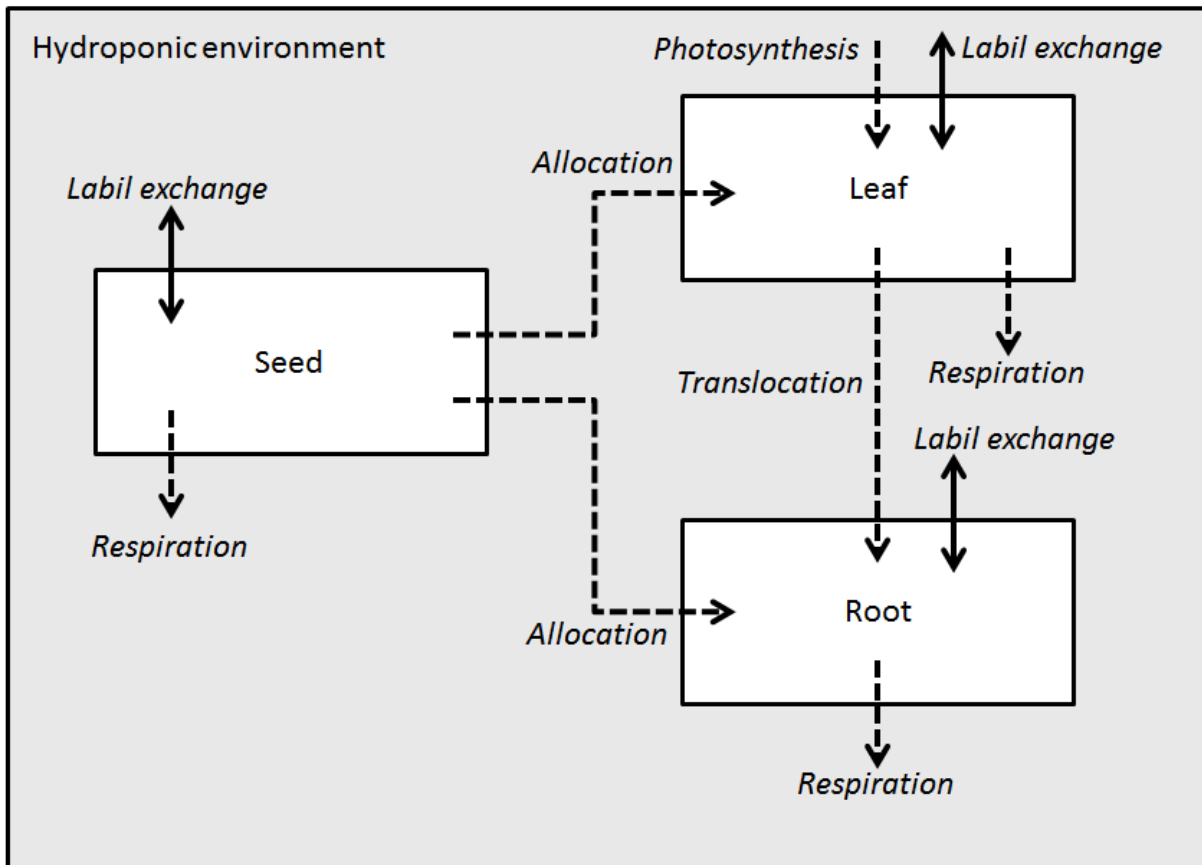 Hydroponic environment
Photosynthesis
Labil exchange
Allocation
Labil exchange
Leaf
Seed
Translocation
Respiration
Labil exchange
Respiration
Allocation
Root
Respiration